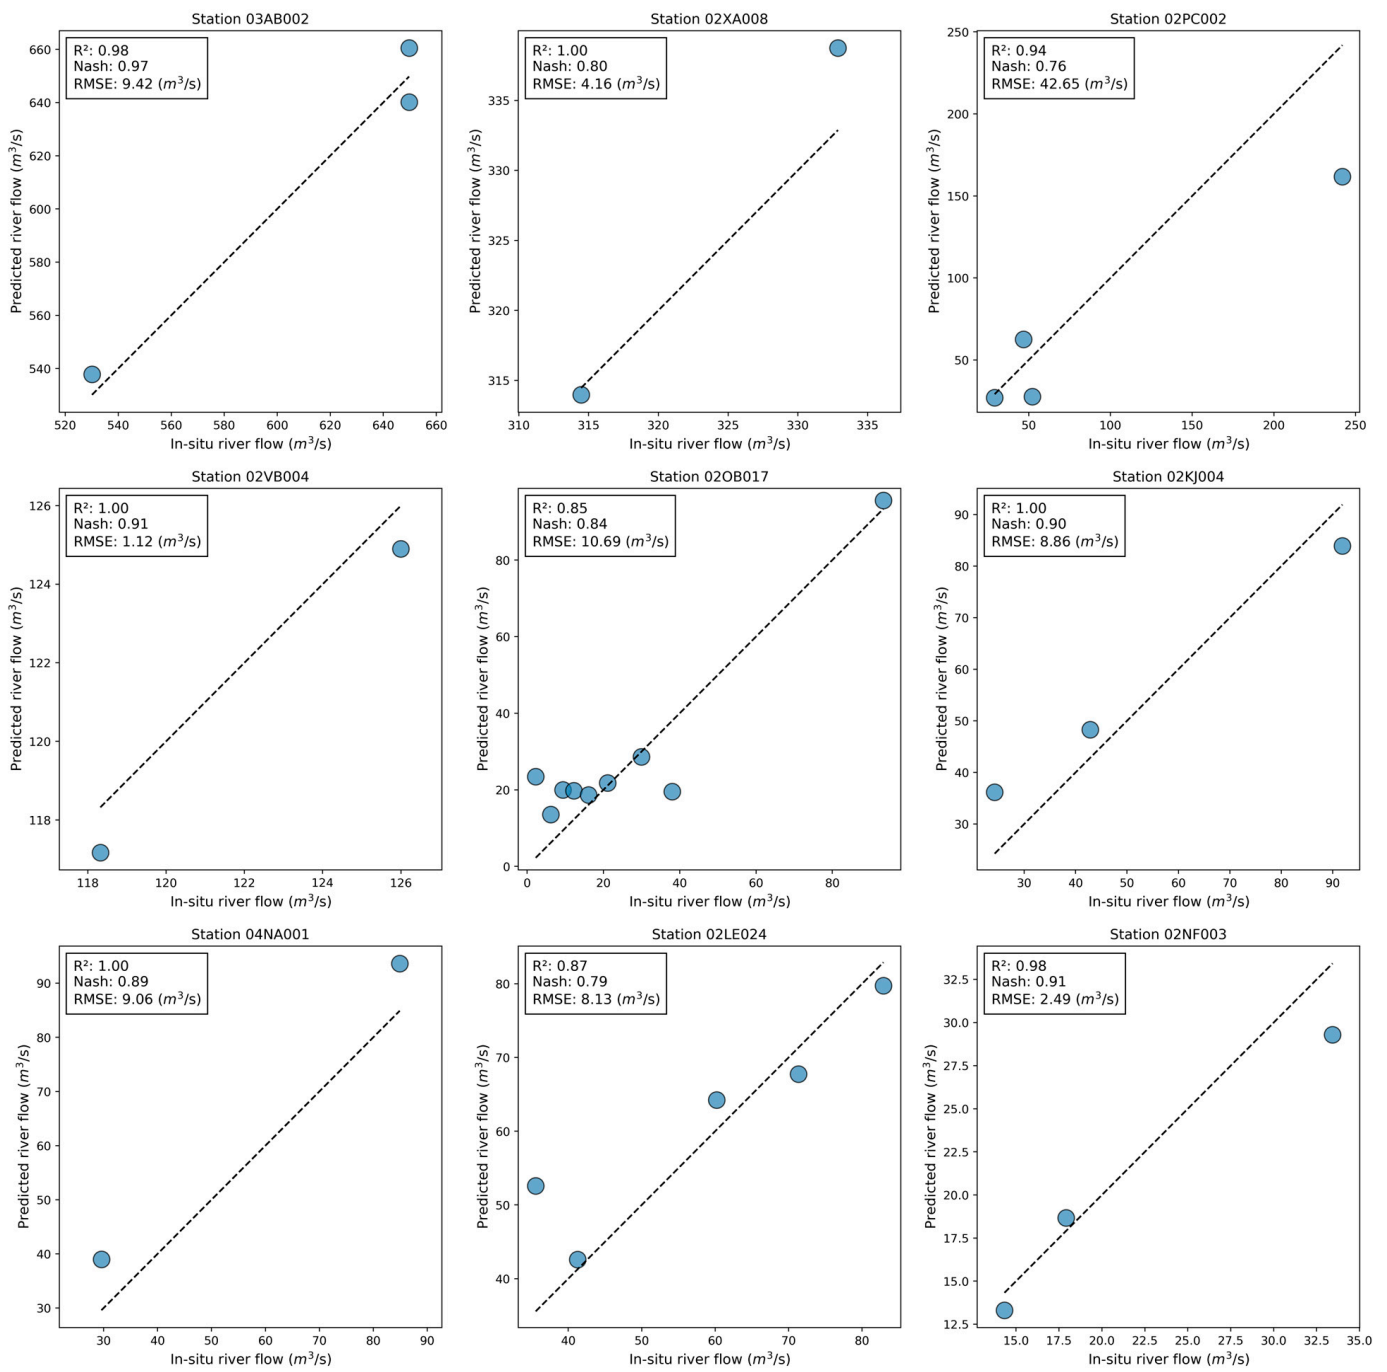 Station 03AB002
R²: 0.98
Nash: 0.97
RMSE: 9.42 (m³/s)
Predicted river flow (m³/s)
660
640
620
600
580
560
540
520 540 560 580 600 620 640 660
In-situ river flow (m³/s)
Station 02XA008
R²: 1.00
Nash: 0.80
RMSE: 4.16 (m³/s)
Predicted river flow (m³/s)
335
330
325
320
315
310 315 320 325 330 335
In-situ river flow (m³/s)
Station 02PC002
R²: 0.94
Nash: 0.76
RMSE: 42.65 (m³/s)
Predicted river flow (m³/s)
250
200
150
100
50
50 100 150 200 250
In-situ river flow (m³/s)
Station 02VB004
R²: 1.00
Nash: 0.91
RMSE: 1.12 (m³/s)
Predicted river flow (m³/s)
126
124
122
120
118
118 120 122 124 126
In-situ river flow (m³/s)
Station 02OB017
R²: 0.85
Nash: 0.84
RMSE: 10.69 (m³/s)
Predicted river flow (m³/s)
80
60
40
20
0
0 20 40 60 80
In-situ river flow (m³/s)
Station 02KJ004
R²: 1.00
Nash: 0.90
RMSE: 8.86 (m³/s)
Predicted river flow (m³/s)
90
80
70
60
50
40
30
30 40 50 60 70 80 90
In-situ river flow (m³/s)
Station 04NA001
R²: 1.00
Nash: 0.89
RMSE: 9.06 (m³/s)
Predicted river flow (m³/s)
90
80
70
60
50
40
30
30 40 50 60 70 80 90
In-situ river flow (m³/s)
Station 02LE024
R²: 0.87
Nash: 0.79
RMSE: 8.13 (m³/s)
Predicted river flow (m³/s)
80
70
60
50
40
40 50 60 70 80
In-situ river flow (m³/s)
Station 02NF003
R²: 0.98
Nash: 0.91
RMSE: 2.49 (m³/s)
Predicted river flow (m³/s)
32.5
30.0
27.5
25.0
22.5
20.0
17.5
15.0
12.5
15.0 17.5 20.0 22.5 25.0 27.5 30.0 32.5 35.0
In-situ river flow (m³/s)